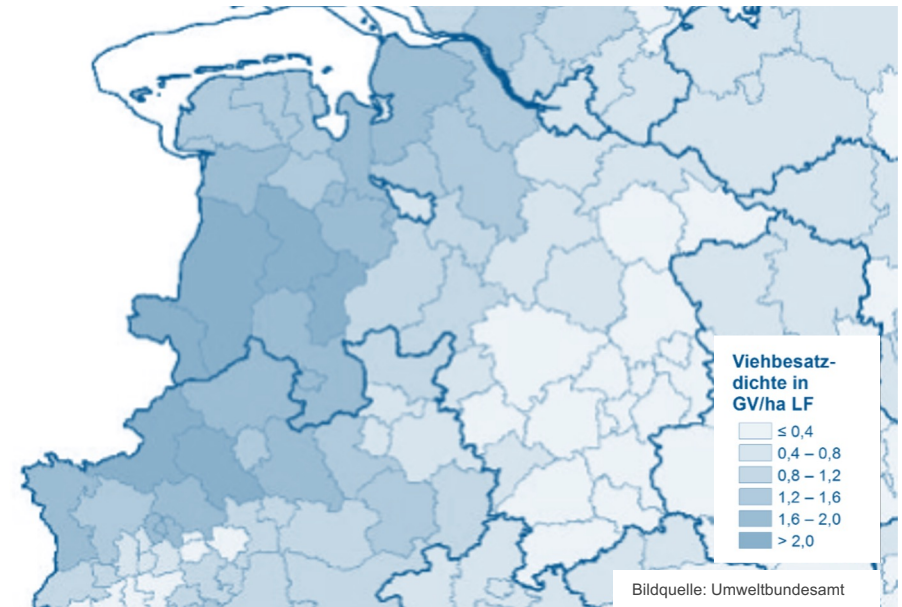 Viehbesatz-
dichte in
GV/ha LF
≤ 0,4
0,4 – 0,8
0,8 – 1,2
1,2 – 1,6
1,6 – 2,0
> 2,0
Bildquelle: Umweltbundesamt